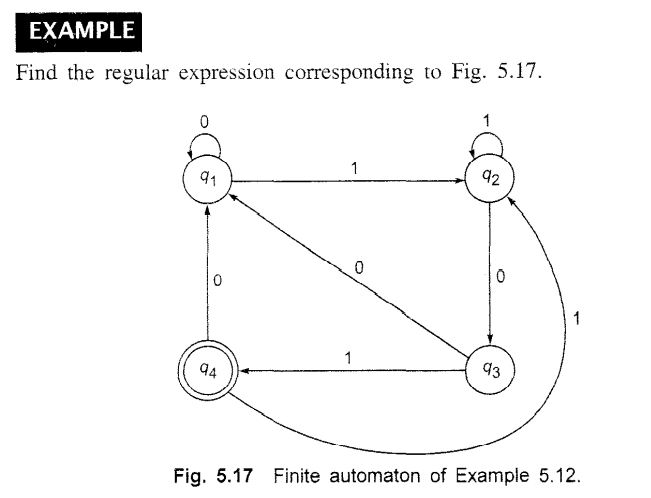 EXAMPLE
Find the regular expression corresponding to Fig. 5.17.
0
1
q1
1
q2
0
0
0
1
q4
1
q3
Fig. 5.17 Finite automaton of Example 5.12.